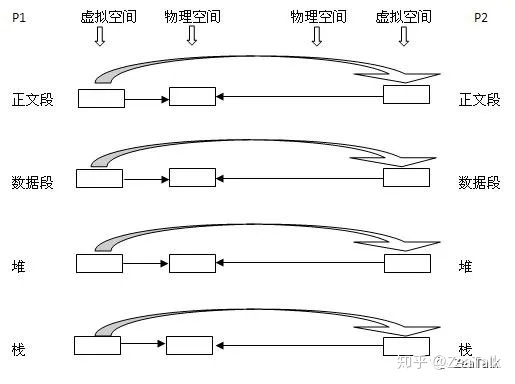 P1 虚拟空间 物理空间 物理空间 虚拟空间 P2
正文段 正文段
数据段 数据段
堆 堆
栈 栈
知乎 @ZeaTalk